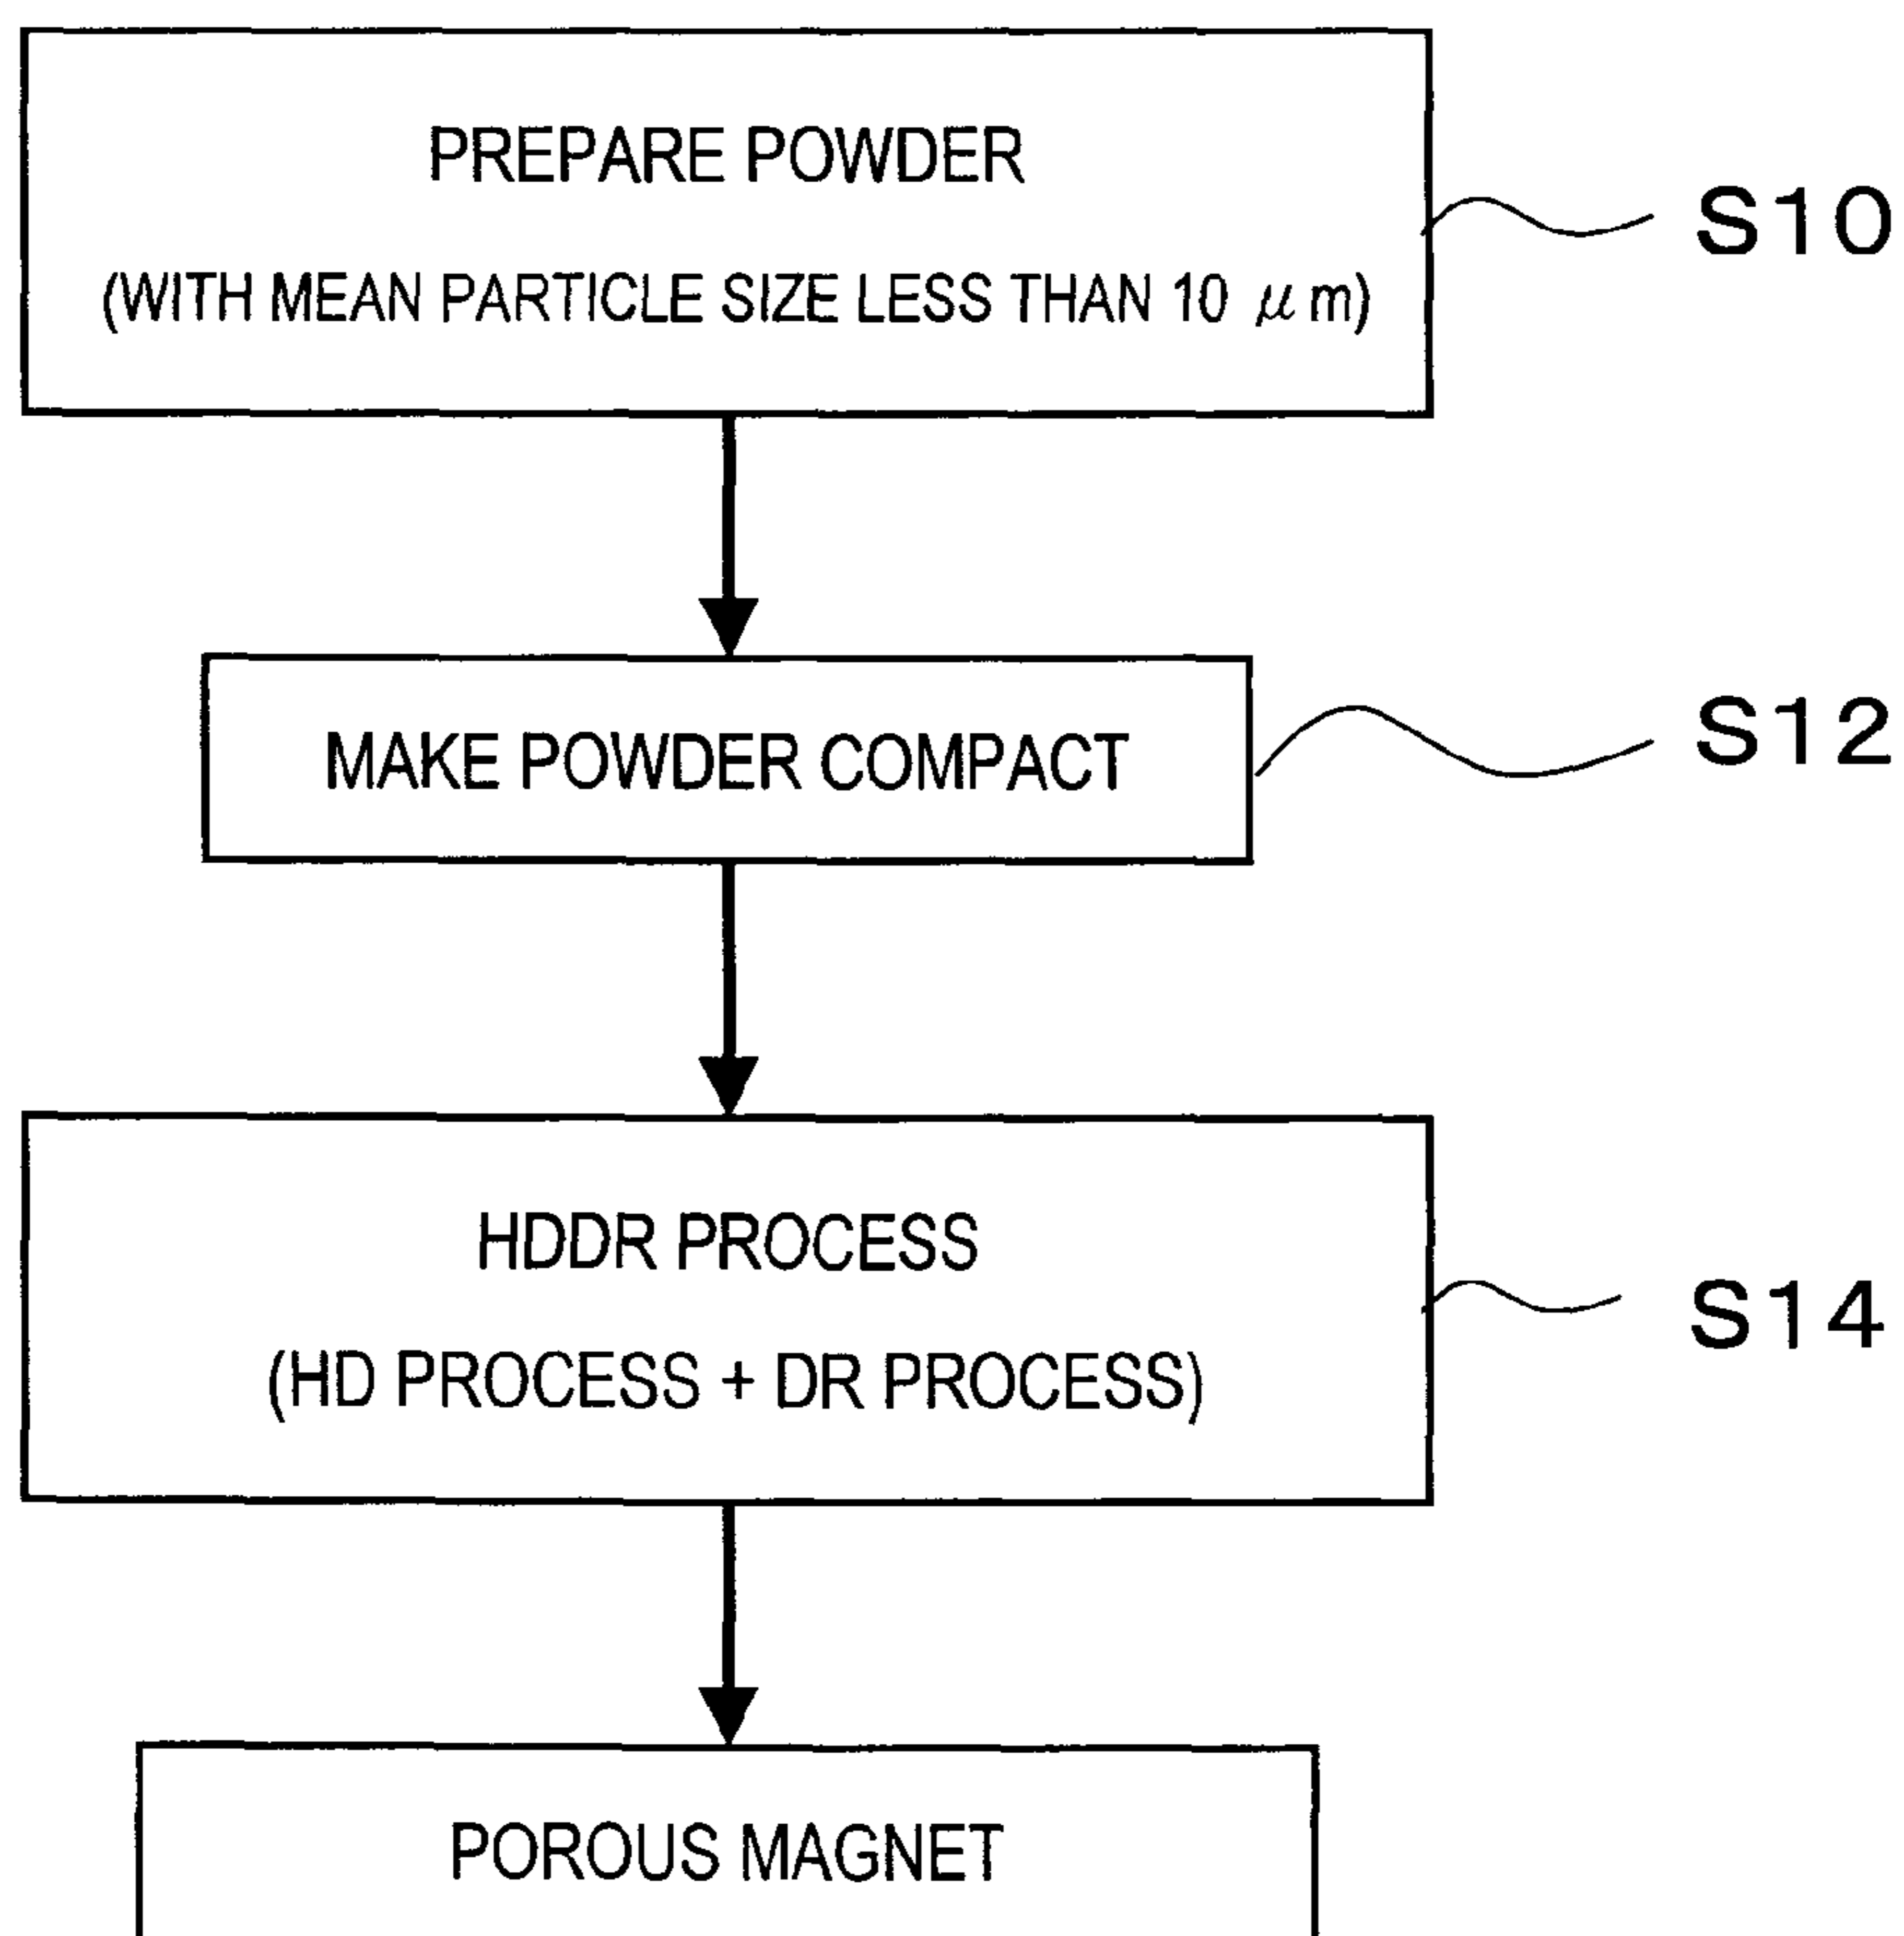 PREPARE POWDER
(WITH MEAN PARTICLE SIZE LESS THAN 10 μm)
S10
MAKE POWDER COMPACT
S12
HDDR PROCESS
(HD PROCESS + DR PROCESS)
S14
POROUS MAGNET